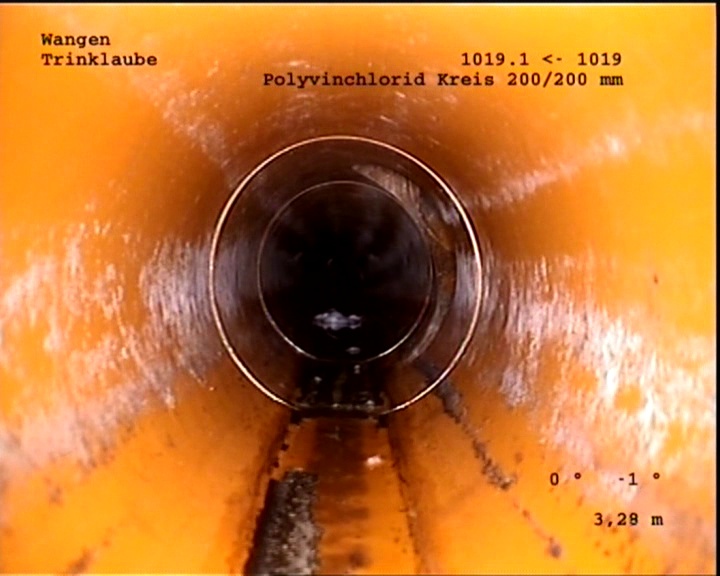 Wangen
Trinklaube
1019.1 <- 1019
Polyvinchlorid Kreis 200/200 mm
0 ° -1 °
3,28 m